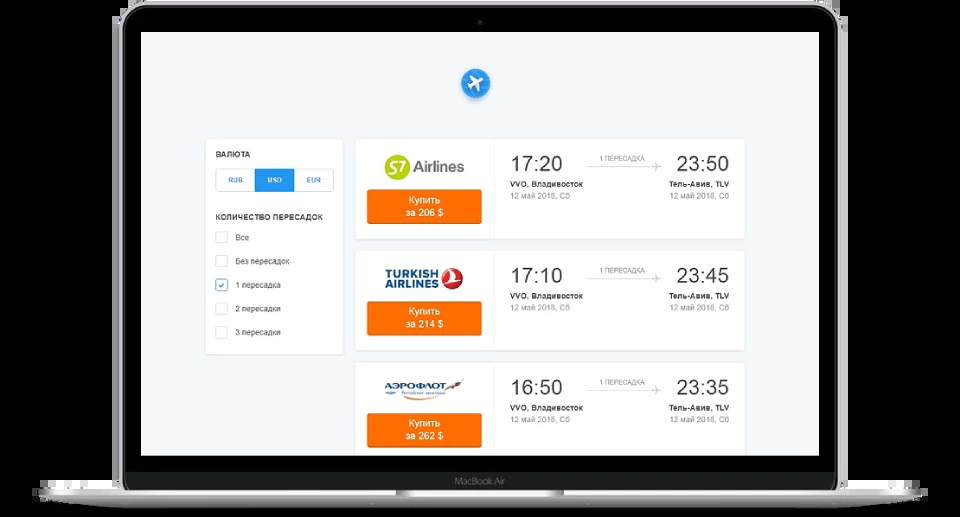 ВАЛЮТА
RUB USD EUR
КОЛИЧЕСТВО ПЕРЕСАДОК
Все
Без пересадок
1 пересадка
2 пересадки
3 пересадки
S7 Airlines
Купить
за 206 $
17:20 1 ПЕРЕСАДКА 23:50
VVO, Владивосток Тель-Авив, TLV
12 май 2018, Сб 12 май 2018, Сб
TURKISH
AIRLINES
Купить
за 214 $
17:10 1 ПЕРЕСАДКА 23:45
VVO, Владивосток Тель-Авив, TLV
12 май 2018, Сб 12 май 2018, Сб
АЭРОФЛОТ
Российские авиалинии
Купить
за 262 $
16:50 1 ПЕРЕСАДКА 23:35
VVO, Владивосток Тель-Авив, TLV
12 май 2018, Сб 12 май 2018, Сб
MacBook Air